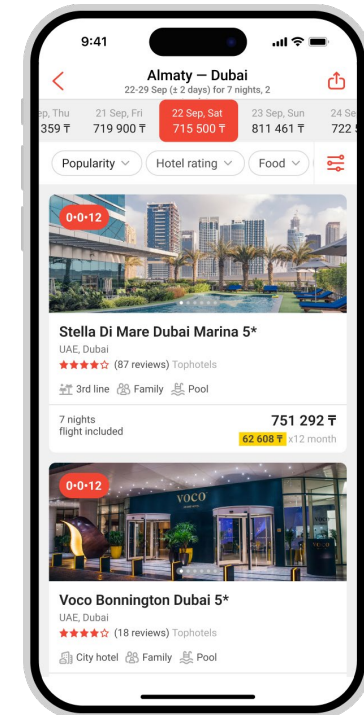 9:41
Almaty — Dubai
22-29 Sep (± 2 days) for 7 nights, 2
ep, Thu 21 Sep, Fri 22 Sep, Sat 23 Sep, Sun 24 Se
359 ₸ 719 900 ₸ 715 500 ₸ 811 461 ₸ 722
Popularity Hotel rating Food
0·0·12
Stella Di Mare Dubai Marina 5*
UAE, Dubai
(87 reviews) Tophotels
3rd line Family Pool
7 nights 751 292 ₸
flight included
62 608 ₸ x12 month
0·0·12
VOCO
VOCO
Voco Bonnington Dubai 5*
UAE, Dubai
(18 reviews) Tophotels
City hotel Family Pool